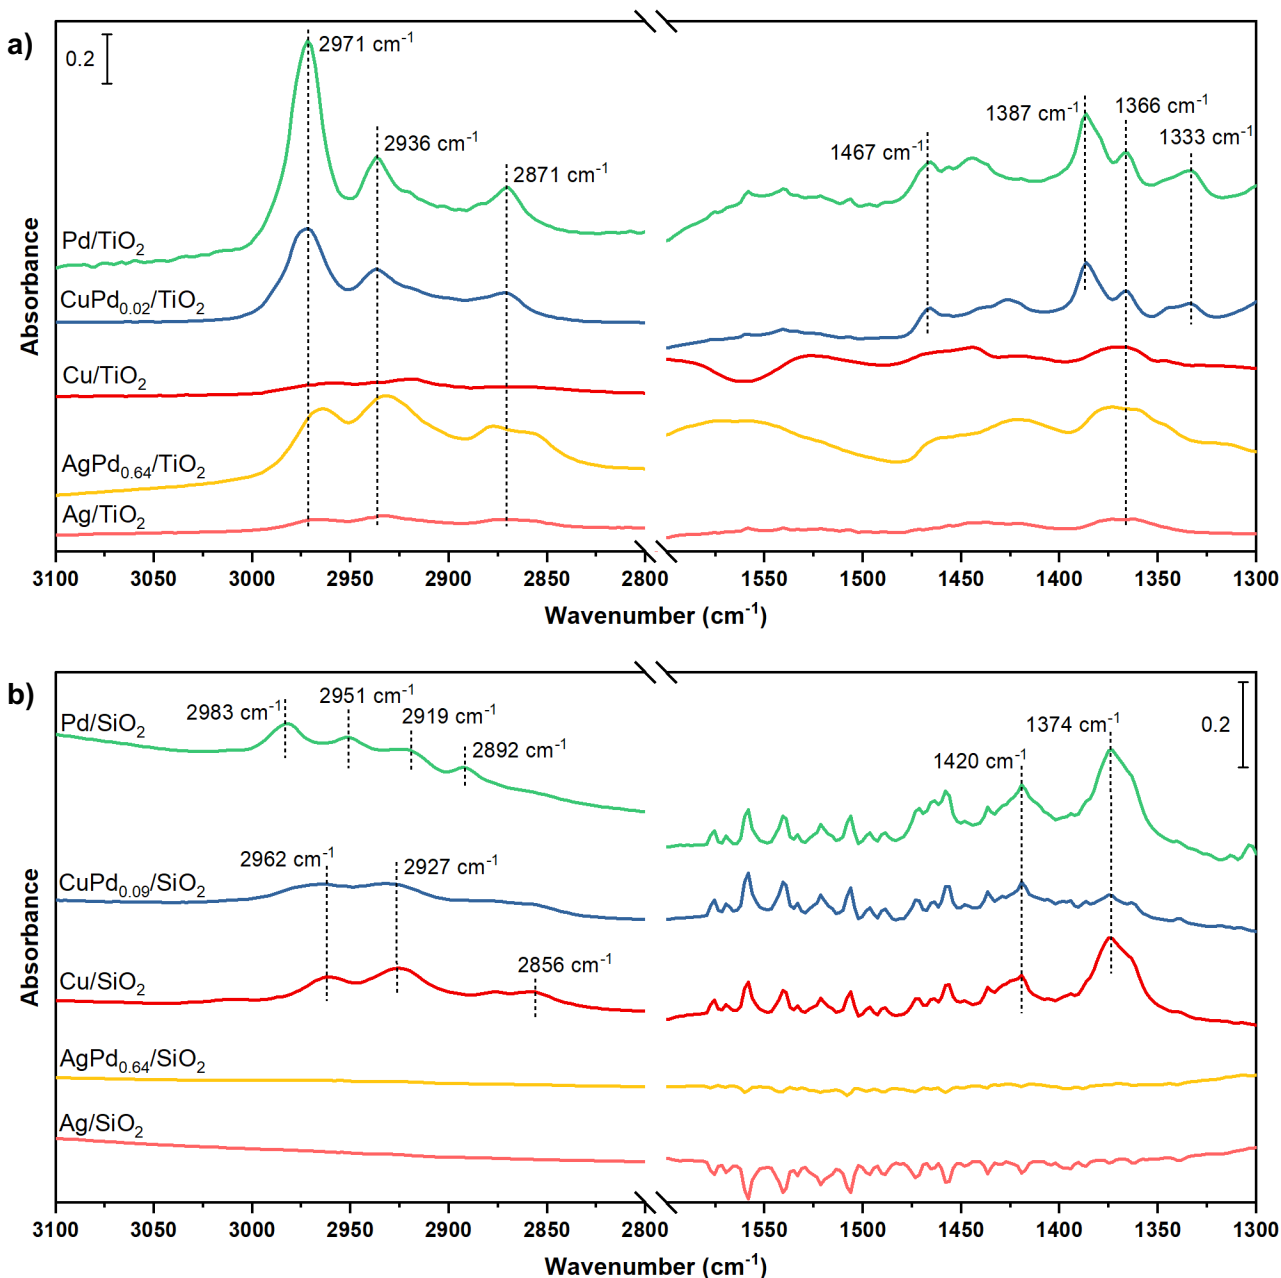 a)
0.2
2971 cm⁻¹
2936 cm⁻¹
2871 cm⁻¹
1467 cm⁻¹
1387 cm⁻¹
1366 cm⁻¹
1333 cm⁻¹
Pd/TiO₂
CuPd₀.₀₂/TiO₂
Cu/TiO₂
AgPd₀.₆₄/TiO₂
Ag/TiO₂
Absorbance
3100 3050 3000 2950 2900 2850 2800 1550 1500 1450 1400 1350 1300
Wavenumber (cm⁻¹)
b)
0.2
2983 cm⁻¹
2951 cm⁻¹
2919 cm⁻¹
2892 cm⁻¹
1420 cm⁻¹
1374 cm⁻¹
Pd/SiO₂
2962 cm⁻¹
2927 cm⁻¹
CuPd₀.₀₉/SiO₂
2856 cm⁻¹
Cu/SiO₂
AgPd₀.₆₄/SiO₂
Ag/SiO₂
Absorbance
3100 3050 3000 2950 2900 2850 2800 1550 1500 1450 1400 1350 1300
Wavenumber (cm⁻¹)